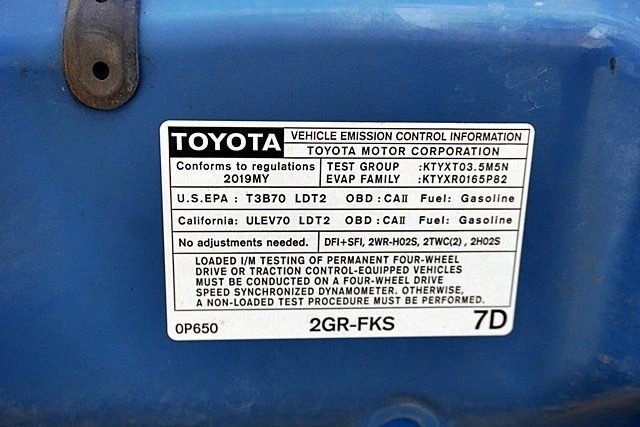 TOYOTA VEHICLE EMISSION CONTROL INFORMATION
TOYOTA MOTOR CORPORATION
Conforms to regulations
2019MY
TEST GROUP :KTYXT03.5M5N
EVAP FAMILY :KTYXR0165P82
U.S.EPA : T3B70 LDT2 OBD : CAII Fuel: Gasoline
California: ULEV70 LDT2 OBD : CAII Fuel: Gasoline
No adjustments needed. DFI+SFI, 2WR-HO2S, 2TWC(2), 2HO2S
LOADED I/M TESTING OF PERMANENT FOUR-WHEEL
DRIVE OR TRACTION CONTROL-EQUIPPED VEHICLES
MUST BE CONDUCTED ON A FOUR-WHEEL DRIVE
SPEED SYNCHRONIZED DYNAMOMETER. OTHERWISE,
A NON-LOADED TEST PROCEDURE MUST BE PERFORMED.
0P650 2GR-FKS 7D